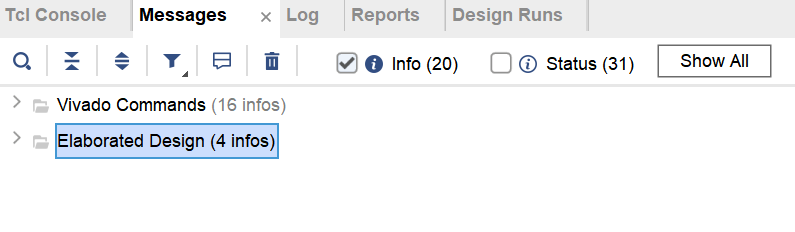 Tcl Console Messages × Log Reports Design Runs
Info (20) Status (31) Show All
Vivado Commands (16 infos)
Elaborated Design (4 infos)